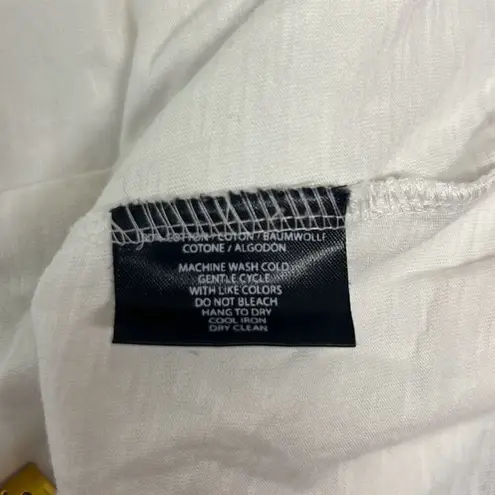 COTTON / COTON / BAUMWOLLE
COTONE / ALGODON
MACHINE WASH COLD
GENTLE CYCLE
WITH LIKE COLORS
DO NOT BLEACH
HANG TO DRY
COOL IRON
DRY CLEAN